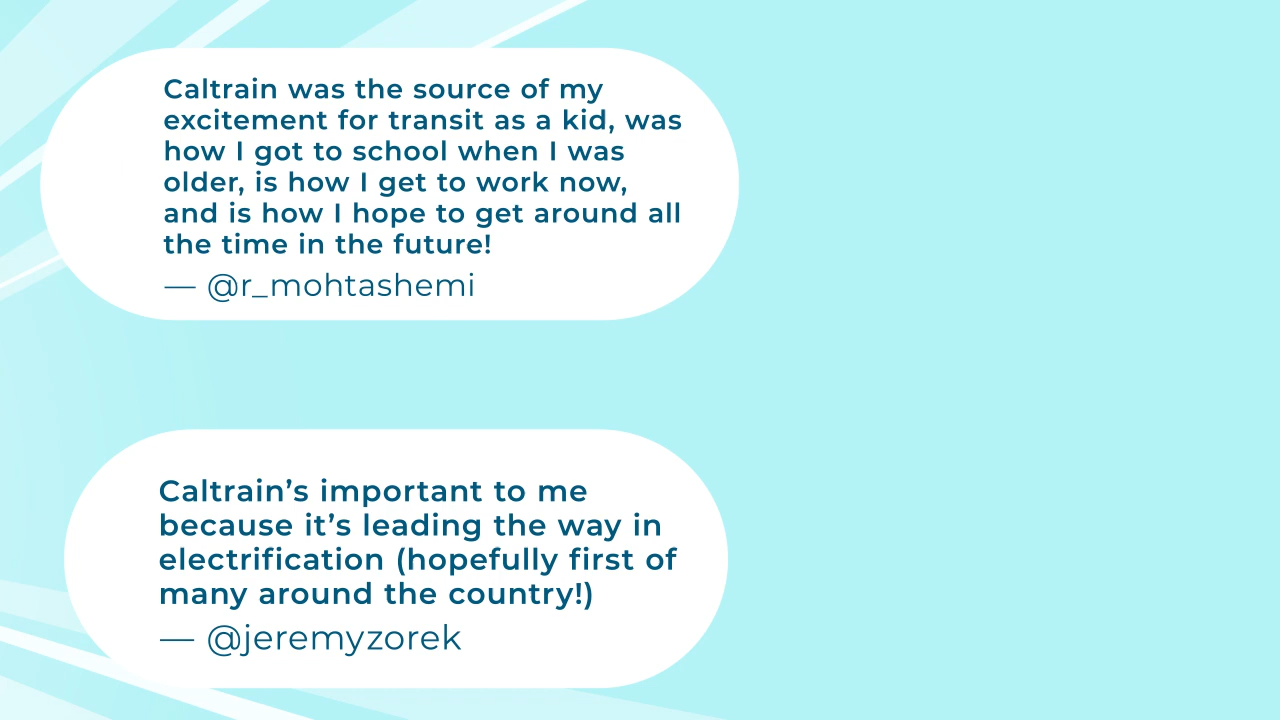 Caltrain was the source of my
excitement for transit as a kid, was
how I got to school when I was
older, is how I get to work now,
and is how I hope to get around all
the time in the future!
— @r_mohtashemi
Caltrain’s important to me
because it’s leading the way in
electrification (hopefully first of
many around the country!)
— @jeremyzorek